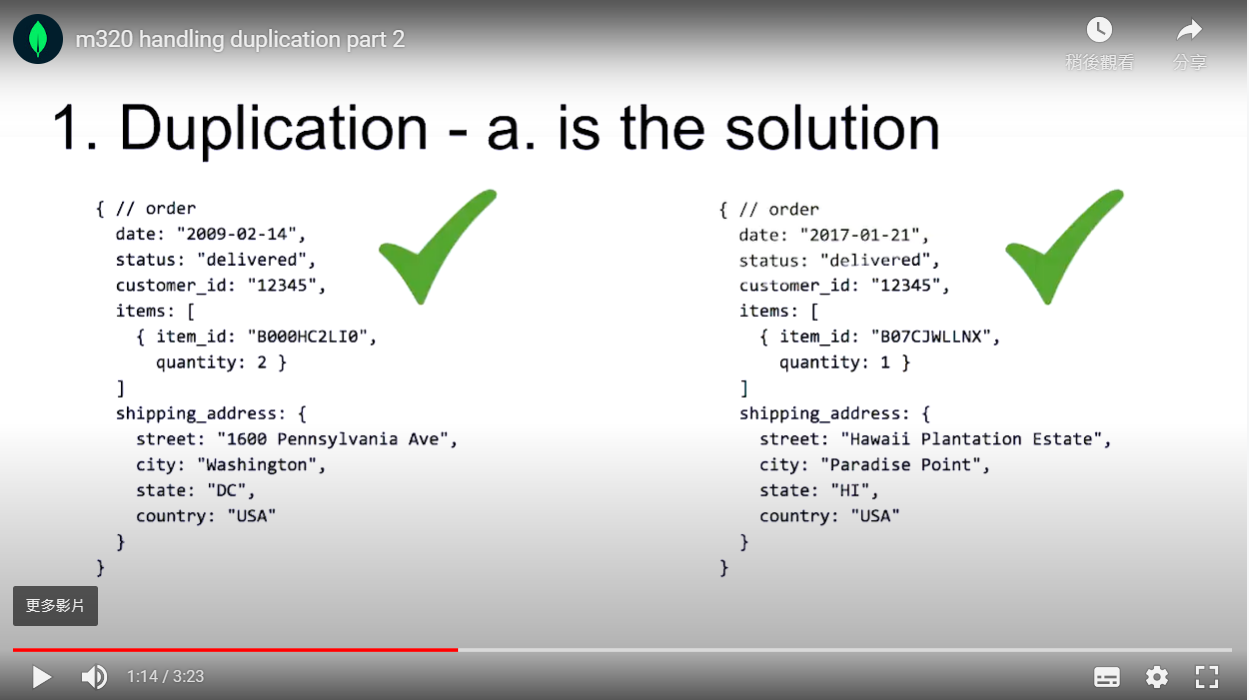 m320 handling duplication part 2
稍後觀看
分享
1. Duplication - a. is the solution
{ // order
date: "2009-02-14",
status: "delivered",
customer_id: "12345",
items: [
{ item_id: "B000HC2LI0",
quantity: 2 }
]
shipping_address: {
street: "1600 Pennsylvania Ave",
city: "Washington",
state: "DC",
country: "USA"
}
}
{ // order
date: "2017-01-21",
status: "delivered",
customer_id: "12345",
items: [
{ item_id: "B07CJWLLNX",
quantity: 1 }
]
shipping_address: {
street: "Hawaii Plantation Estate",
city: "Paradise Point",
state: "HI",
country: "USA"
}
}
更多影片
1:14 / 3:23